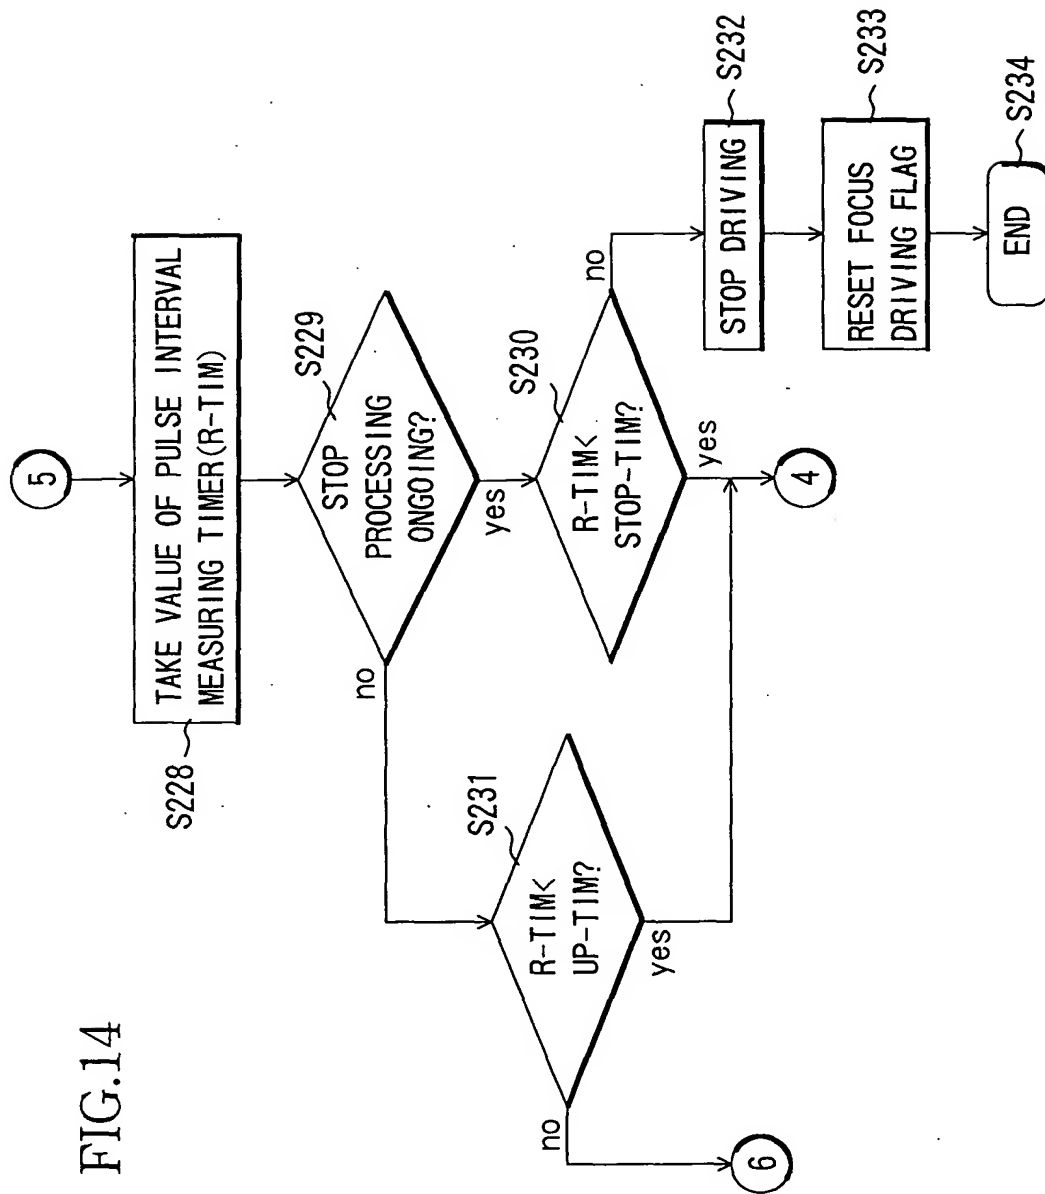 FIG.14
5
TAKE VALUE OF PULSE INTERVAL
MEASURING TIMER(R-TIM)
S228
STOP
PROCESSING
ONGOING?
S229
no
yes
R-TIM<
STOP-TIM?
S230
no
yes
R-TIM<
UP-TIM?
S231
no
yes
6
4
STOP DRIVING
S232
RESET FOCUS
DRIVING FLAG
S233
END
S234